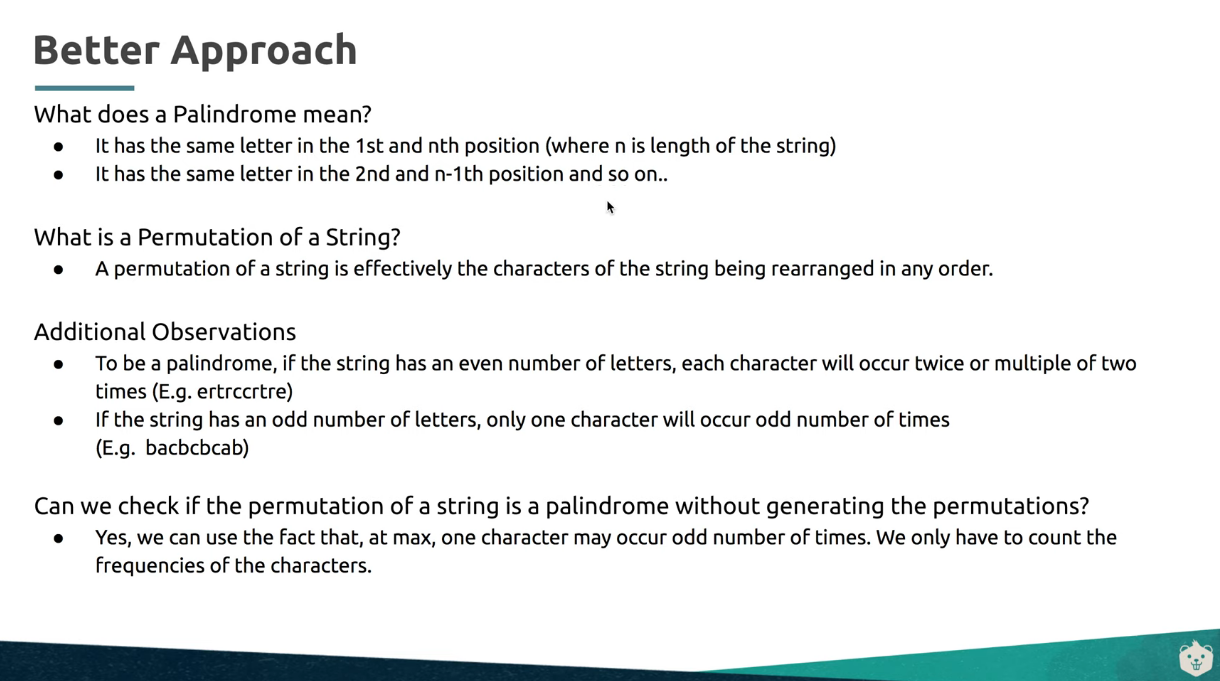 Better Approach
What does a Palindrome mean?
● It has the same letter in the 1st and nth position (where n is length of the string)
● It has the same letter in the 2nd and n-1th position and so on..
What is a Permutation of a String?
● A permutation of a string is effectively the characters of the string being rearranged in any order.
Additional Observations
● To be a palindrome, if the string has an even number of letters, each character will occur twice or multiple of two
times (E.g. ertrccrtre)
● If the string has an odd number of letters, only one character will occur odd number of times
(E.g. bacbcbcab)
Can we check if the permutation of a string is a palindrome without generating the permutations?
● Yes, we can use the fact that, at max, one character may occur odd number of times. We only have to count the
frequencies of the characters.